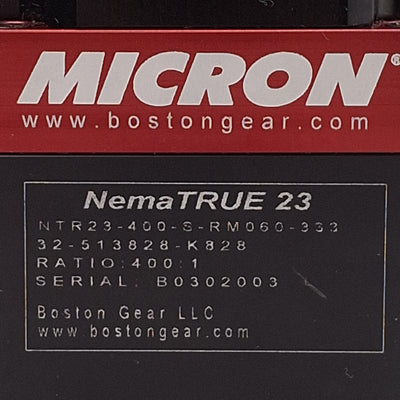 MICRON®
www.bostongear.com
NemaTRUE 23
NTR23-400-S-RM060-333
32-513828-K828
RATIO:400:1
SERIAL: B0302003
Boston Gear LLC
www.bostongear.com